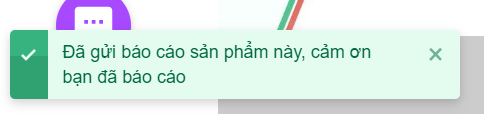 Đã gửi báo cáo sản phẩm này, cảm ơn
bạn đã báo cáo